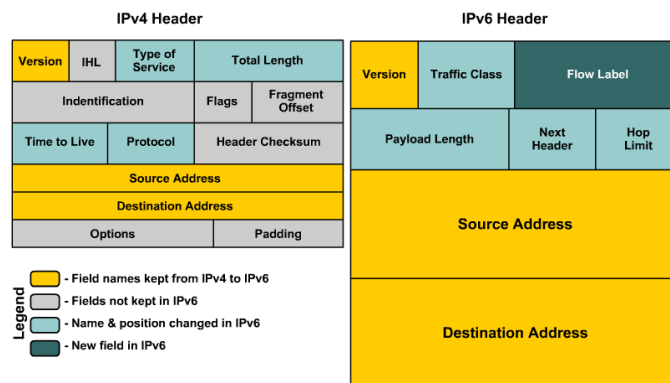 IPv4 Header
Version
IHL
Type of
Service
Total Length
Indentification
Flags
Fragment
Offset
Time to Live
Protocol
Header Checksum
Source Address
Destination Address
Options
Padding
IPv6 Header
Version
Traffic Class
Flow Label
Payload Length
Next
Header
Hop
Limit
Source Address
Destination Address
Legend
- Field names kept from IPv4 to IPv6
- Fields not kept in IPv6
- Name & position changed in IPv6
- New field in IPv6